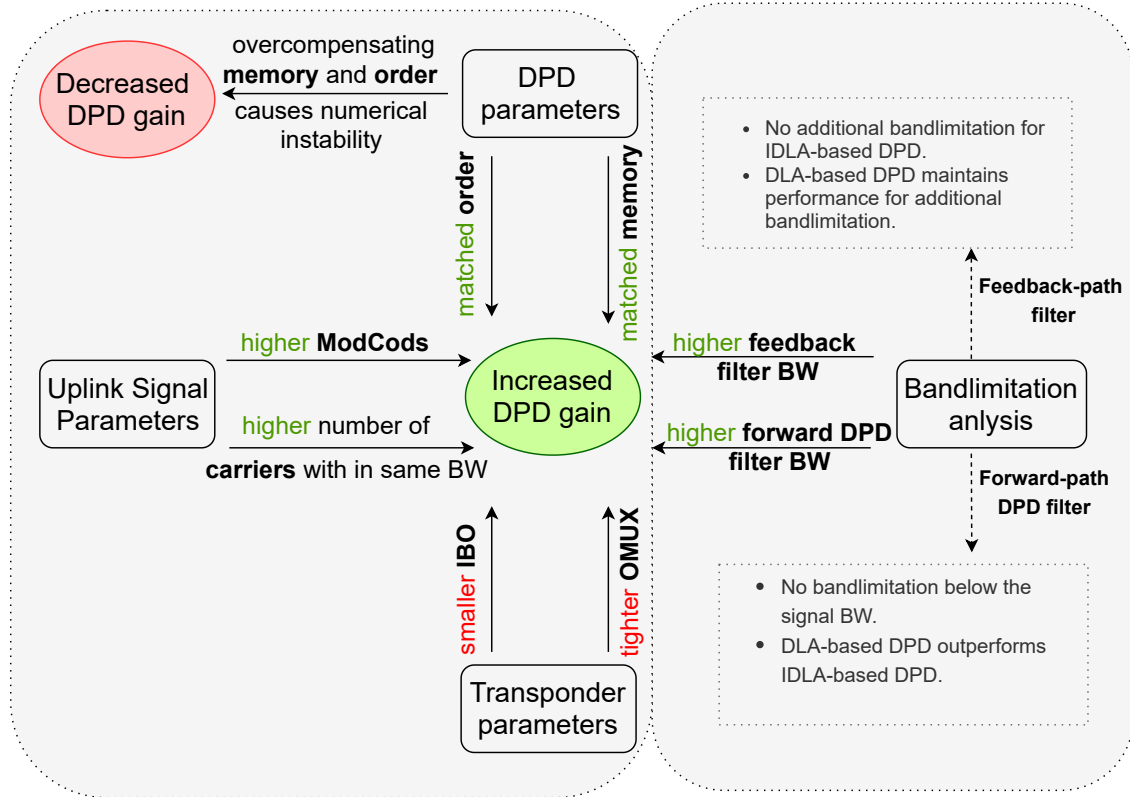 Decreased
DPD gain
overcompensating
memory and order
causes numerical
instability
DPD
parameters
matched order
matched memory
• No additional bandlimitation for
IDLA-based DPD.
• DLA-based DPD maintains
performance for additional
bandlimitation.
Feedback-path
filter
higher ModCods
Uplink Signal
Parameters
higher number of
carriers with in same BW
Increased
DPD gain
higher feedback
filter BW
higher forward DPD
filter BW
Bandlimitation
anlysis
Forward-path
DPD filter
smaller IBO
tighter OMUX
Transponder
parameters
• No bandlimitation below the
signal BW.
• DLA-based DPD outperforms
IDLA-based DPD.